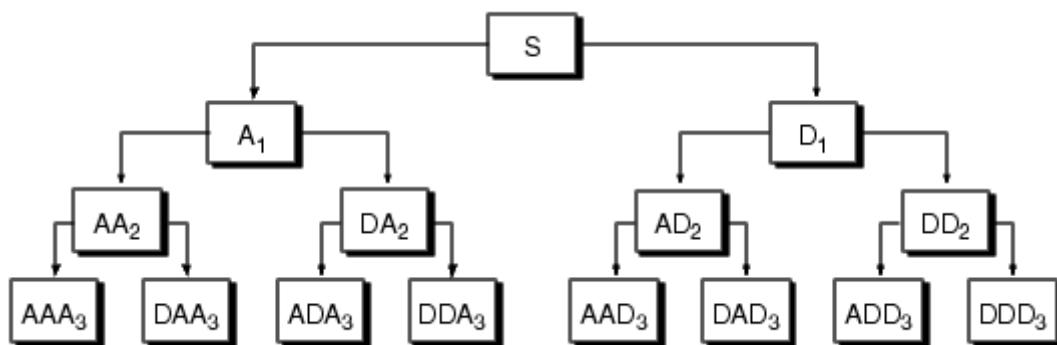 S
A₁ D₁
AA₂ DA₂ AD₂ DD₂
AAA₃ DAA₃ ADA₃ DDA₃ AAD₃ DAD₃ ADD₃ DDD₃